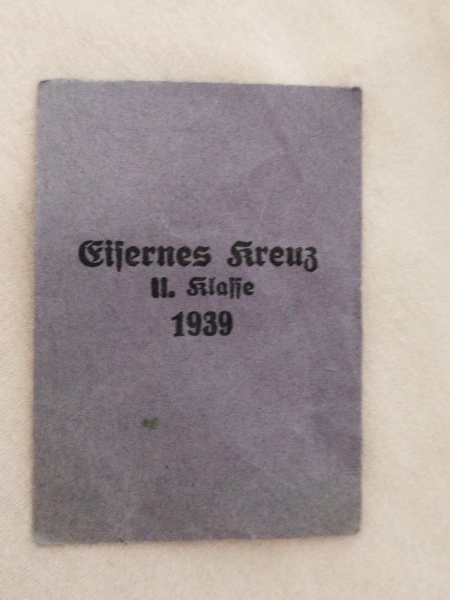 Eisernes Kreuz
II. Klasse
1939